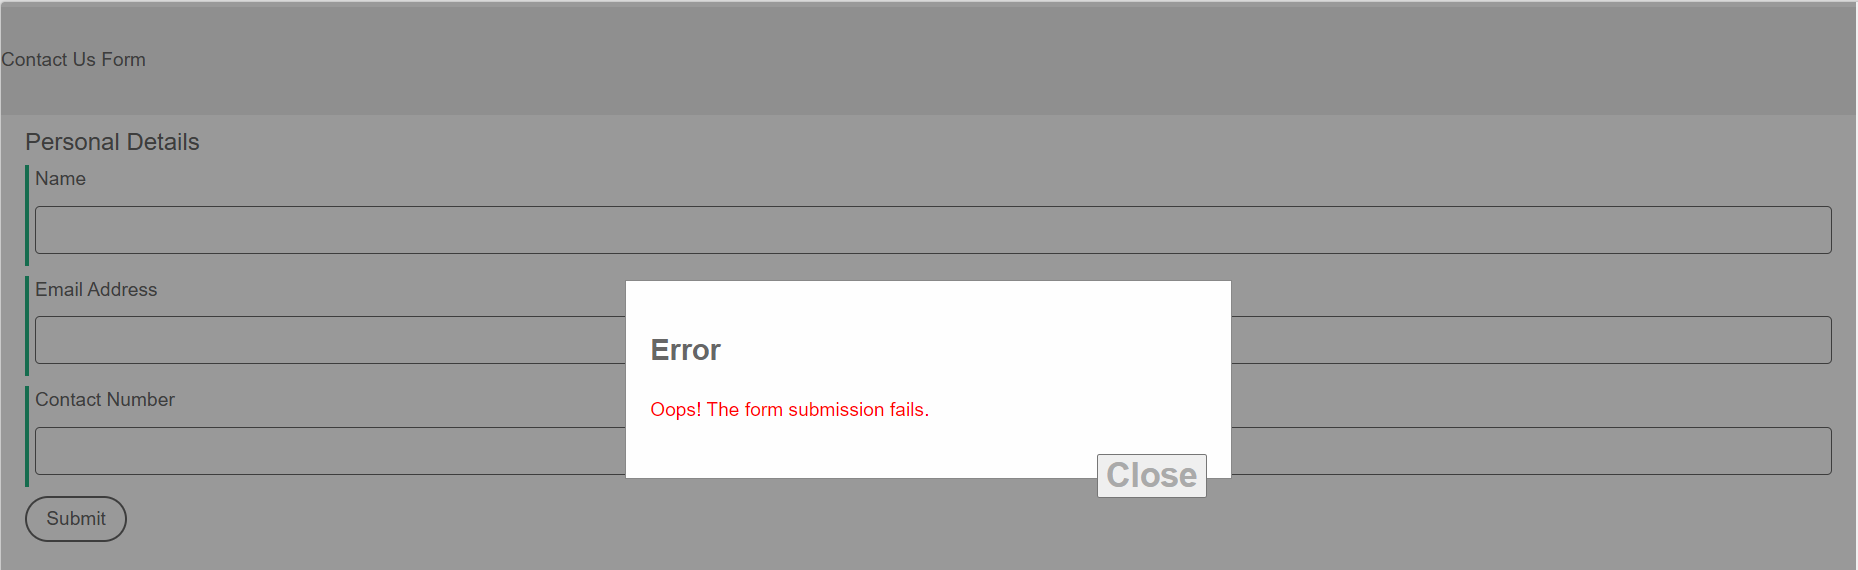 Contact Us Form
Personal Details
Name
Email Address
Error
Oops! The form submission fails.
Contact Number
Close
Submit